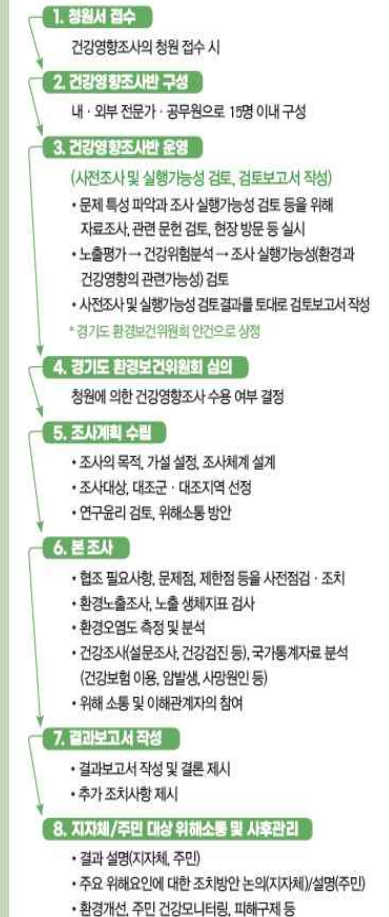 1. 청원서 접수
건강영향조사의 청원 접수 시
2. 건강영향조사반 구성
내 · 외부 전문가 · 공무원으로 15명 이내 구성
3. 건강영향조사반 운영
(사전조사 및 실행가능성 검토, 검토보고서 작성)
• 문제 특성 파악과 조사 실행가능성 검토 등을 위해
자료조사, 관련 문헌 검토, 현장 방문 등 실시
• 노출평가 → 건강위험분석 → 조사 실행가능성(환경과
건강영향의 관련가능성) 검토
• 사전조사 및 실행가능성 검토결과를 토대로 검토보고서 작성
* 경기도 환경보건위원회 안건으로 상정
4. 경기도 환경보건위원회 심의
청원에 의한 건강영향조사 수용 여부 결정
5. 조사계획 수립
• 조사의 목적, 가설 설정, 조사체계 설계
• 조사대상, 대조군 · 대조지역 선정
• 연구윤리 검토, 위해소통 방안
6. 본 조사
• 협조 필요사항, 문제점, 제한점 등을 사전점검 · 조치
• 환경노출조사, 노출 생체지표 검사
• 환경오염도 측정 및 분석
• 건강조사(설문조사, 건강검진 등), 국가통계자료 분석
(건강보험 이용, 암발생, 사망원인 등)
• 위해 소통 및 이해관계자의 참여
7. 결과보고서 작성
• 결과보고서 작성 및 결론 제시
• 추가 조치사항 제시
8. 지자체/주민 대상 위해소통 및 사후관리
• 결과 설명(지자체, 주민)
• 주요 위해요인에 대한 조치방안 논의(지자체)/설명(주민)
• 환경개선, 주민 건강모니터링, 피해구제 등